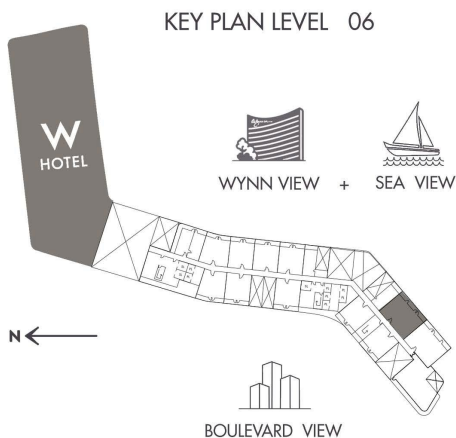 KEY PLAN LEVEL 06
W
HOTEL
WYNN VIEW + SEA VIEW
N
BOULEVARD VIEW